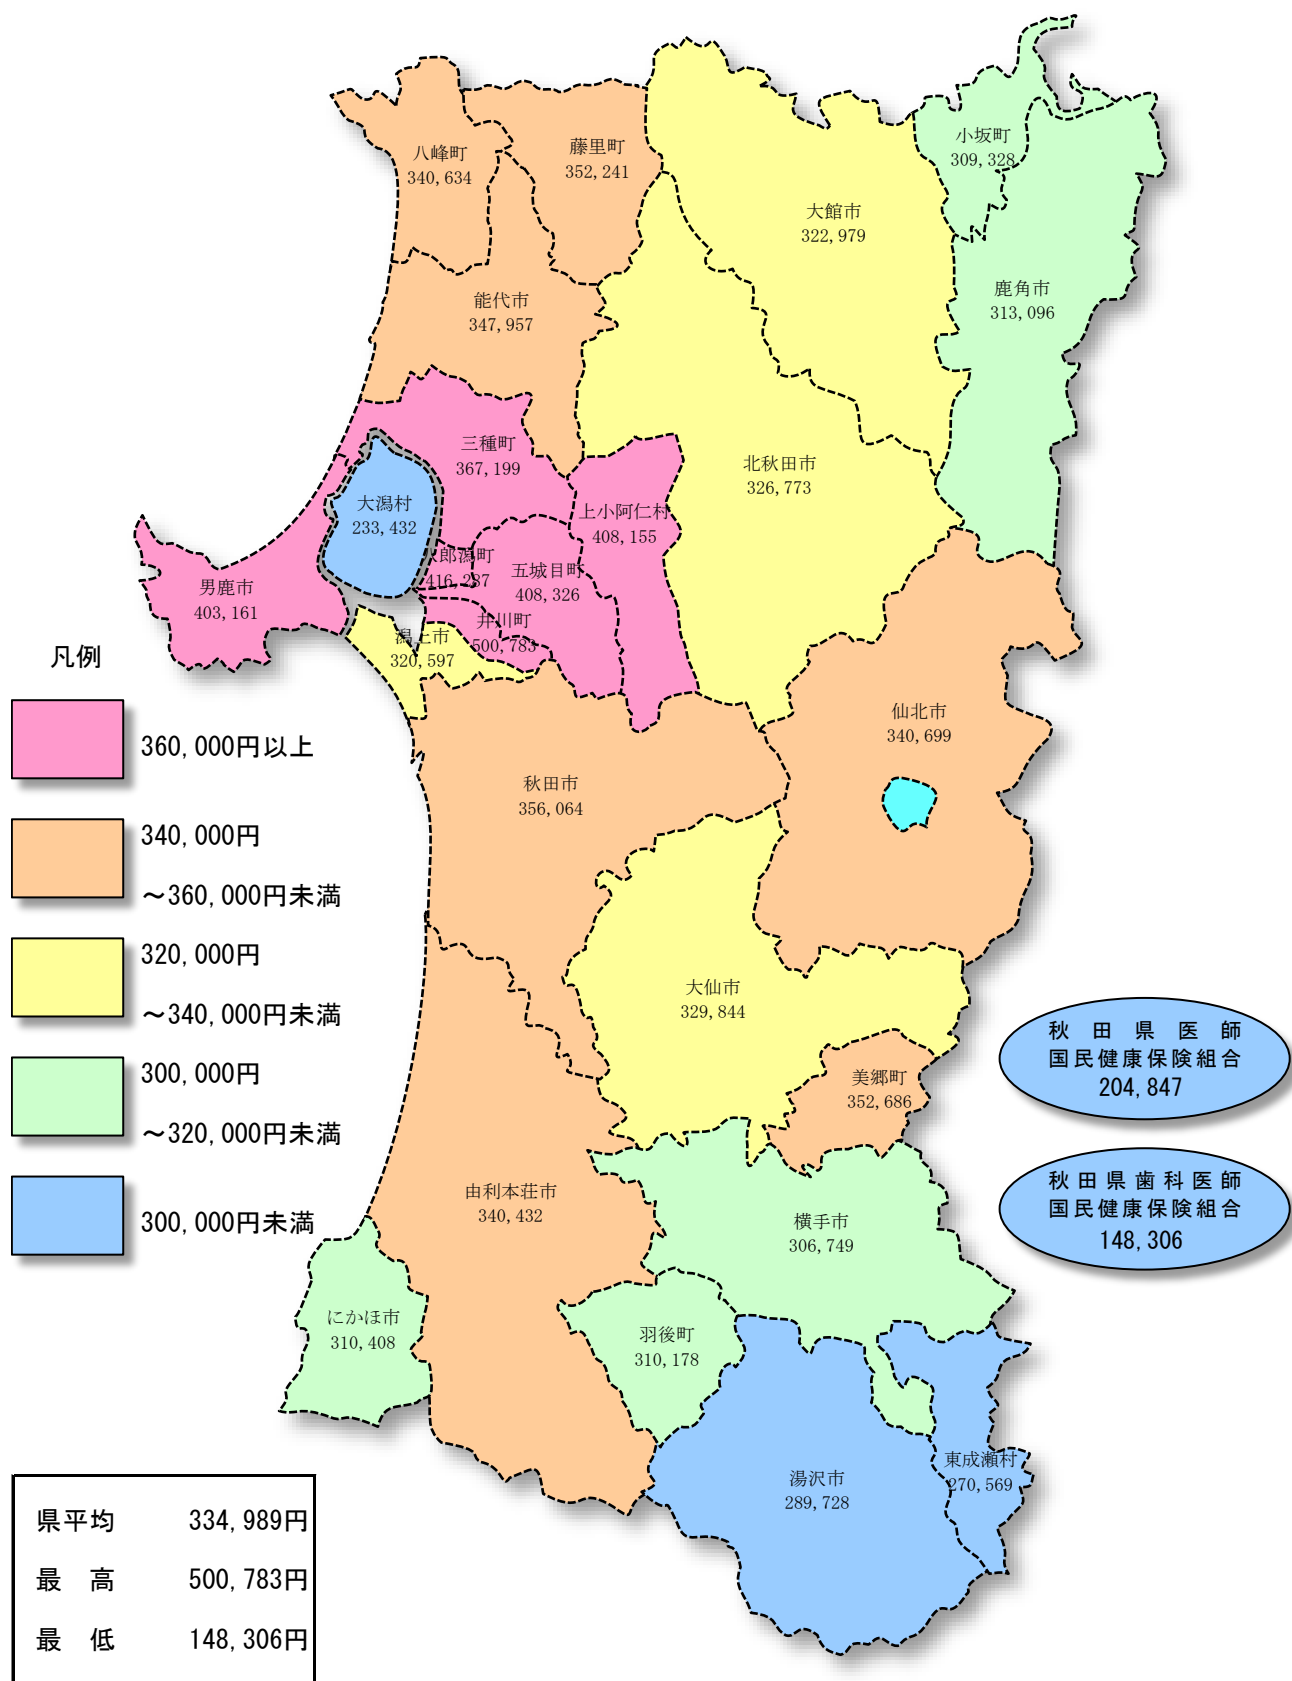 八峰町
340,634
藤里町
352,241
大館市
322,979
小坂町
309,328
鹿角市
313,096
能代市
347,957
三種町
367,199
北秋田市
326,773
大潟村
233,432
上小阿仁村
408,155
郎潟町
416,287
五城目町
408,326
男鹿市
403,161
井川町
500,783
潟上市
320,597
仙北市
340,699
秋田市
356,064
大仙市
329,844
美郷町
352,686
由利本荘市
340,432
横手市
306,749
にかほ市
310,408
羽後町
310,178
湯沢市
289,728
東成瀬村
270,569
凡例
360,000円以上
340,000円
～360,000円未満
320,000円
～340,000円未満
300,000円
～320,000円未満
300,000円未満
秋田県医師
国民健康保険組合
204,847
秋田県歯科医師
国民健康保険組合
148,306
県平均 334,989円
最高 500,783円
最低 148,306円